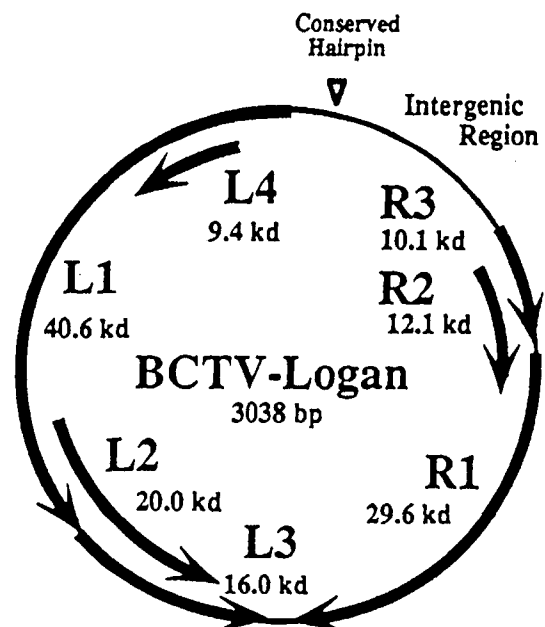 Conserved
Hairpin
Intergenic
Region
L4
9.4 kd
R3
10.1 kd
R2
12.1 kd
L1
40.6 kd
BCTV-Logan
3038 bp
L2
20.0 kd
R1
29.6 kd
L3
16.0 kd